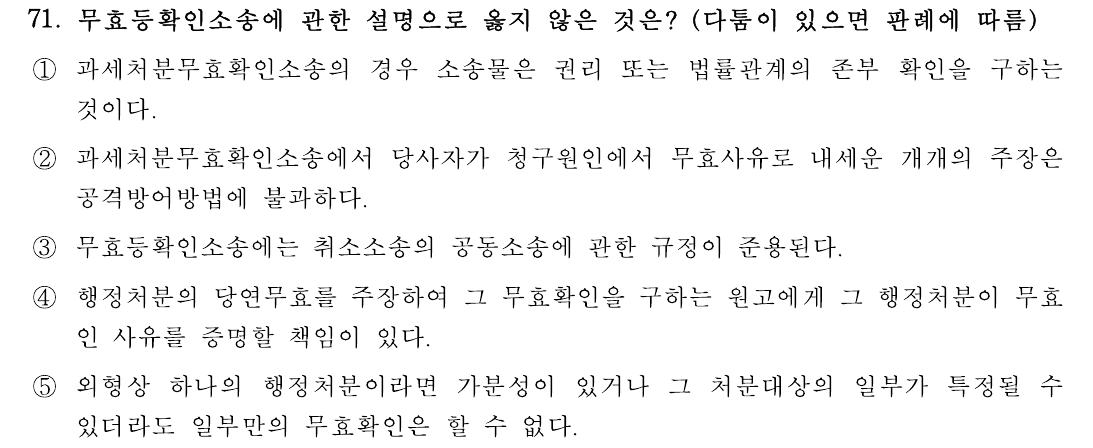 71. 무효등확인소송에 관한 설명으로 옳지 않은 것은? (다툼이 있으면 판례에 따름)
① 과세처분무효확인소송의 경우 소송물은 권리 또는 법률관계의 존부 확인을 구하는
것이다.
② 과세처분무효확인소송에서 당사자가 청구원인에서 무효사유로 내세운 개개의 주장은
공격방어방법에 불과하다.
③ 무효등확인소송에는 취소소송의 공동소송에 관한 규정이 준용된다.
④ 행정처분의 당연무효를 주장하여 그 무효확인을 구하는 원고에게 그 행정처분이 무효
인 사유를 증명할 책임이 있다.
⑤ 외형상 하나의 행정처분이라면 가분성이 있거나 그 처분대상의 일부가 특정될 수
있더라도 일부만의 무효확인은 할 수 없다.